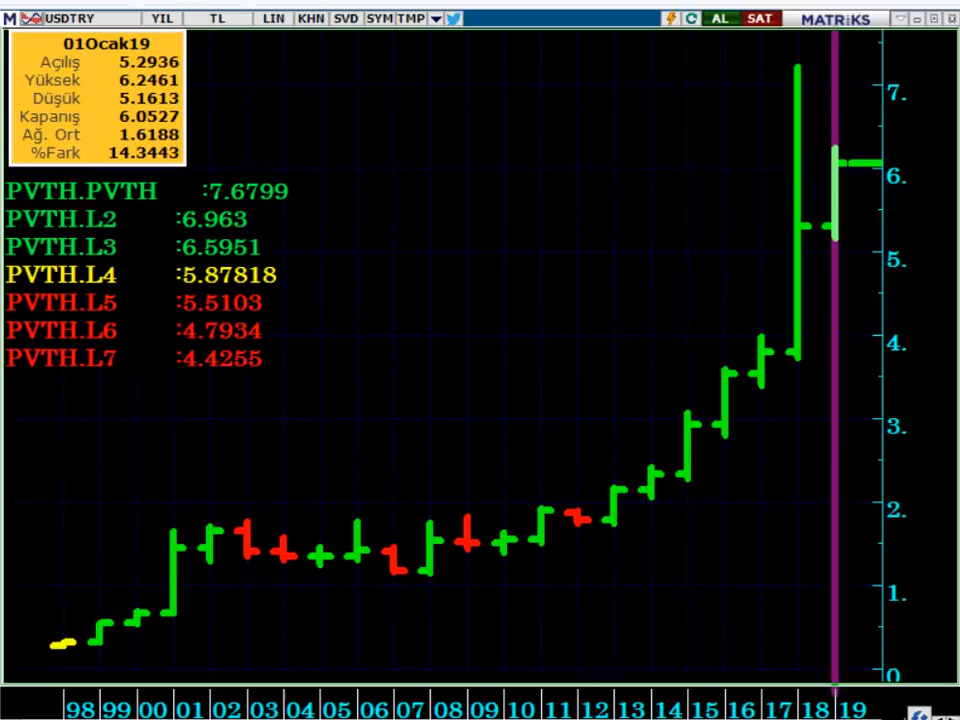 M USDTRY YIL TL LIN KHN SVD SYM TMP AL SAT MATRiKS
01Ocak19
Açılış 5.2936
Yüksek 6.2461
Düşük 5.1613
Kapanış 6.0527
Ağ. Ort 1.6188
%Fark 14.3443
PVTH.PVTH :7.6799
PVTH.L2 :6.963
PVTH.L3 :6.5951
PVTH.L4 :5.87818
PVTH.L5 :5.5103
PVTH.L6 :4.7934
PVTH.L7 :4.4255
7.
6.
5.
4.
3.
2.
1.
0
98 99 00 01 02 03 04 05 06 07 08 09 10 11 12 13 14 15 16 17 18 19